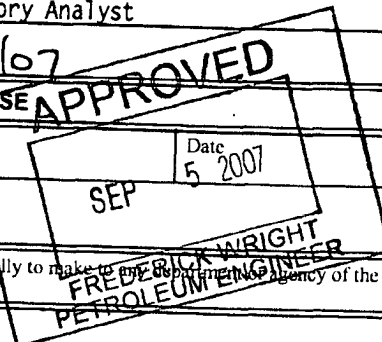 ory Analyst
/07
SE
APPROVED
Date
SEP 5 2007
lly to make to any department or agency of the
FREDERICK WRIGHT
PETROLEUM ENGINEER